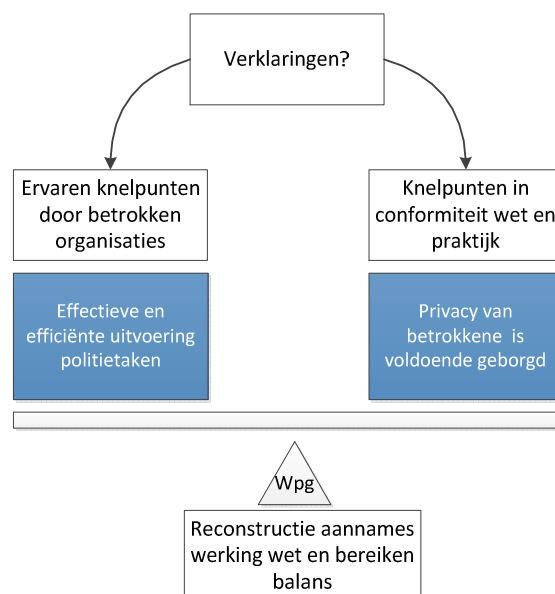 Verklaringen?
Ervaren knelpunten
door betrokken
organisaties
Knelpunten in
conformiteit wet en
praktijk
Effectieve en
efficiënte uitvoering
politietaken
Privacy van
betrokkene is
voldoende geborgd
Wpg
Reconstructie aannames
werking wet en bereiken
balans